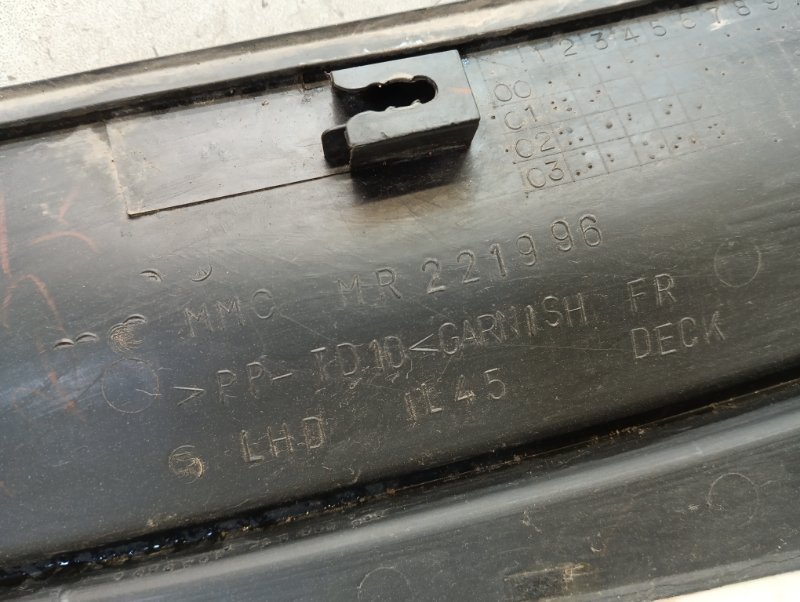 1 2 3 4 5 6 7 8 9
00
01
02
03
MMC MR221996
>PP-TD10< GARNISH, FR DECK
LHD 1L45